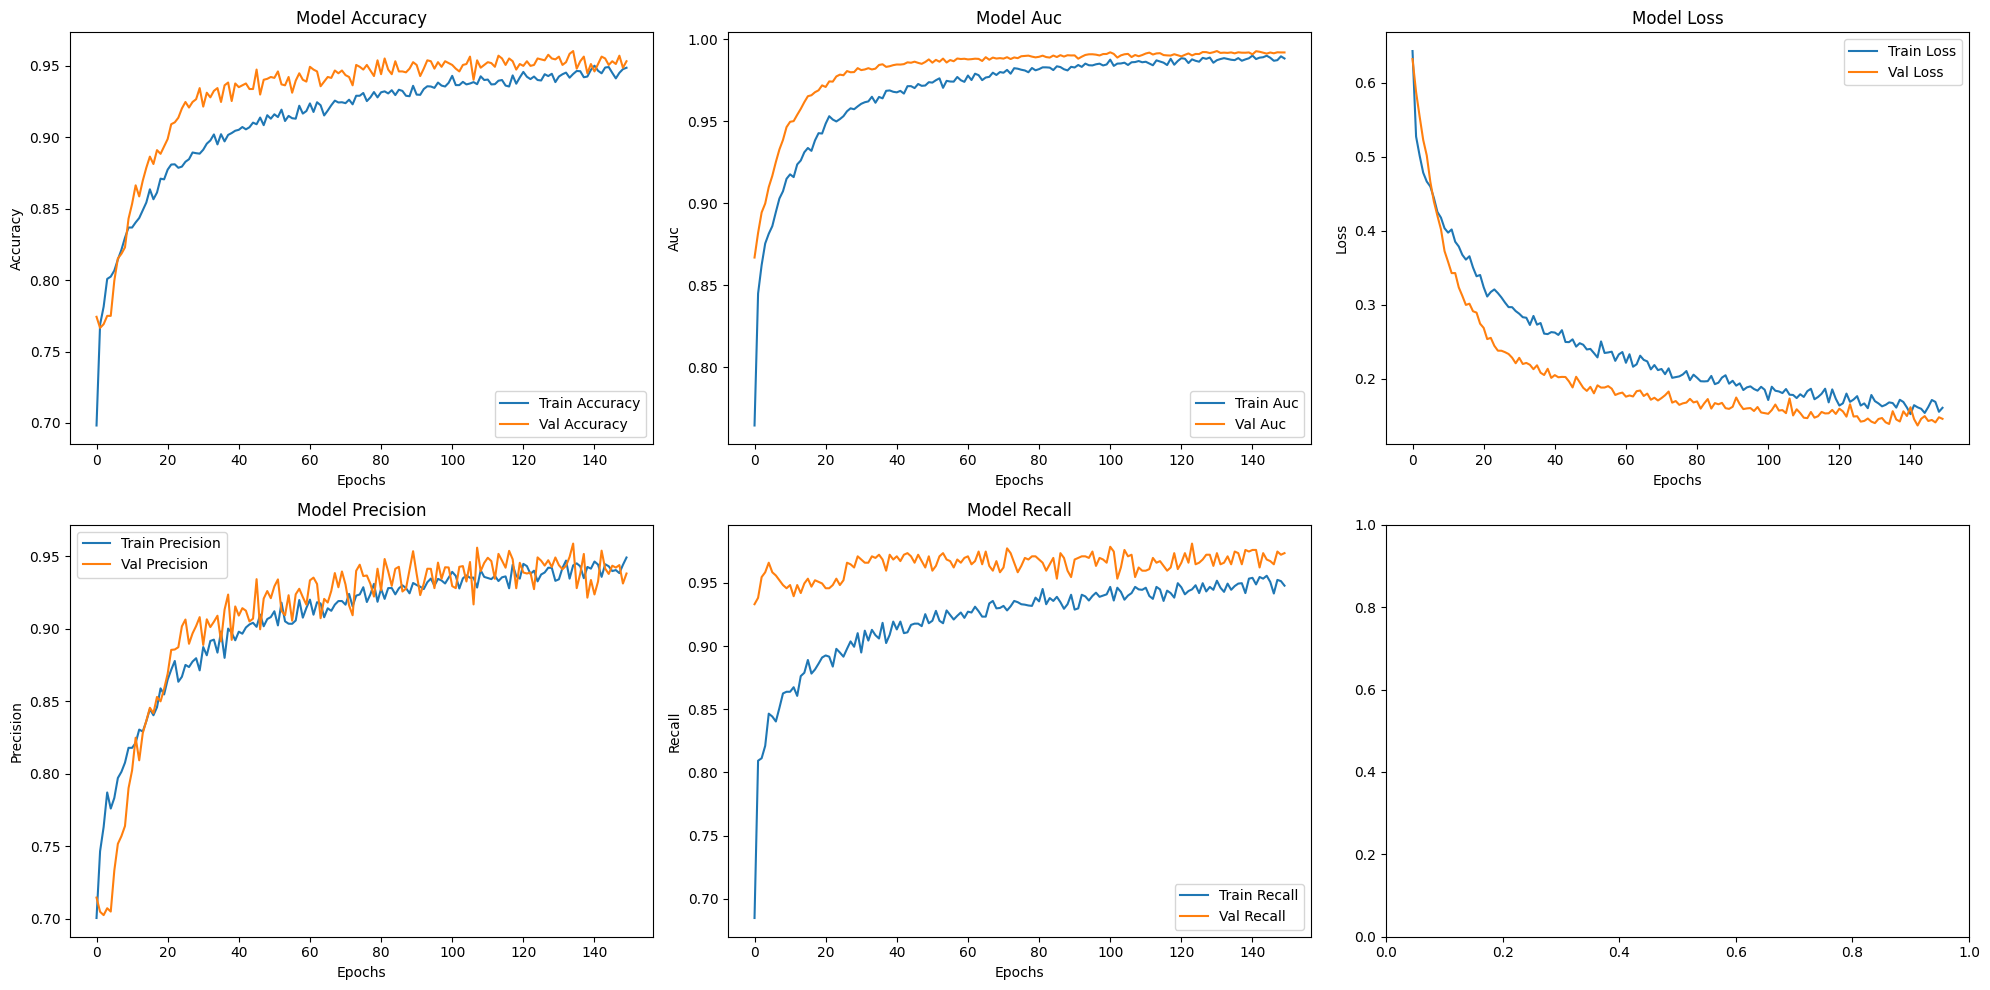 Model Accuracy
Accuracy
0.95
0.90
0.85
0.80
0.75
0.70
0 20 40 60 80 100 120 140
Epochs
Train Accuracy
Val Accuracy
Model Auc
Auc
1.00
0.95
0.90
0.85
0.80
0 20 40 60 80 100 120 140
Epochs
Train Auc
Val Auc
Model Loss
Loss
0.6
0.5
0.4
0.3
0.2
0 20 40 60 80 100 120 140
Epochs
Train Loss
Val Loss
Model Precision
Precision
0.95
0.90
0.85
0.80
0.75
0.70
0 20 40 60 80 100 120 140
Epochs
Train Precision
Val Precision
Model Recall
Recall
0.95
0.90
0.85
0.80
0.75
0.70
0 20 40 60 80 100 120 140
Epochs
Train Recall
Val Recall
1.0
0.8
0.6
0.4
0.2
0.0
0.0 0.2 0.4 0.6 0.8 1.0